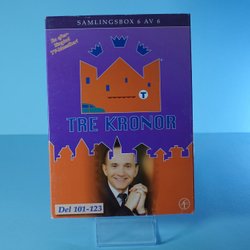 SAMLINGSBOX 6 AV 6
T
TRE KRONOR
Del 101-123